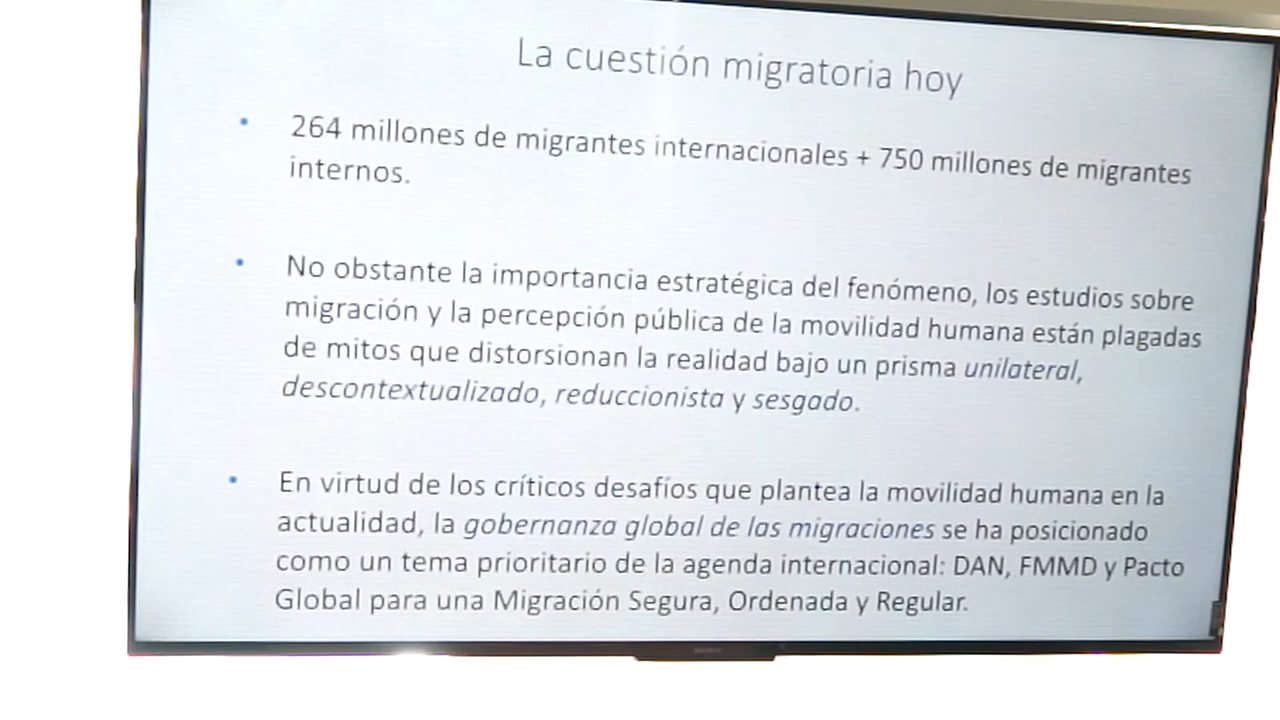 La cuestión migratoria hoy
• 264 millones de migrantes internacionales + 750 millones de migrantes
internos.
• No obstante la importancia estratégica del fenómeno, los estudios sobre
migración y la percepción pública de la movilidad humana están plagadas
de mitos que distorsionan la realidad bajo un prisma unilateral,
descontextualizado, reduccionista y sesgado.
• En virtud de los críticos desafíos que plantea la movilidad humana en la
actualidad, la gobernanza global de las migraciones se ha posicionado
como un tema prioritario de la agenda internacional: DAN, FMMD y Pacto
Global para una Migración Segura, Ordenada y Regular.